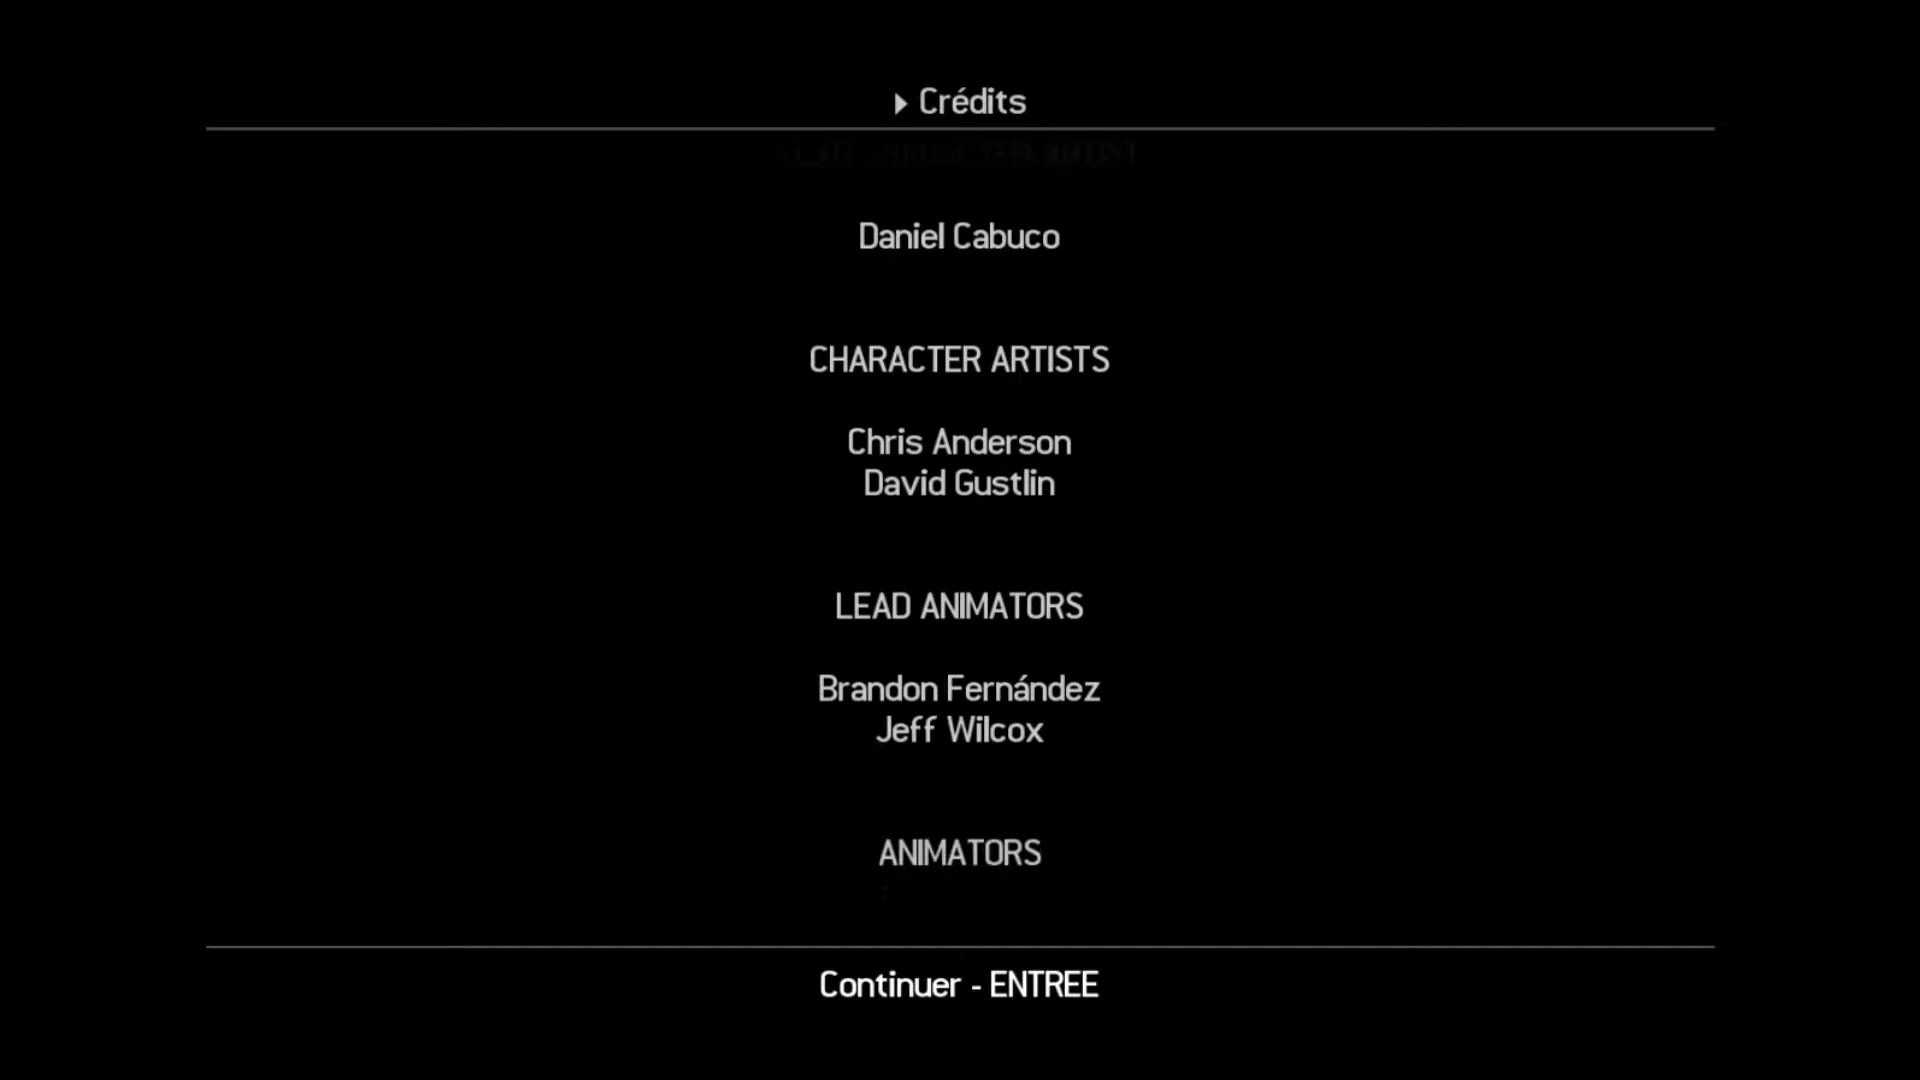 Crédits
Daniel Cabuco
CHARACTER ARTISTS
Chris Anderson
David Gustlin
LEAD ANIMATORS
Brandon Fernández
Jeff Wilcox
ANIMATORS
Continuer - ENTREE